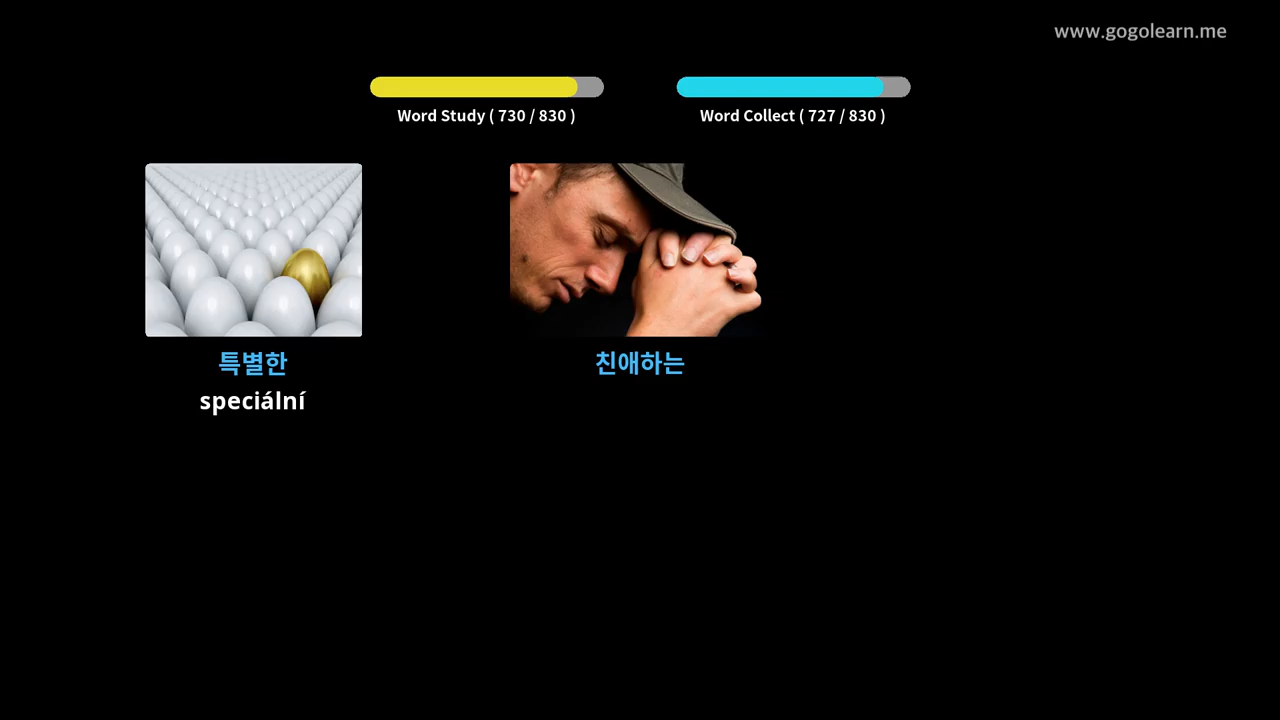 www.gogolearn.me
Word Study ( 730 / 830 )
Word Collect ( 727 / 830 )
특별한
친애하는
speciální